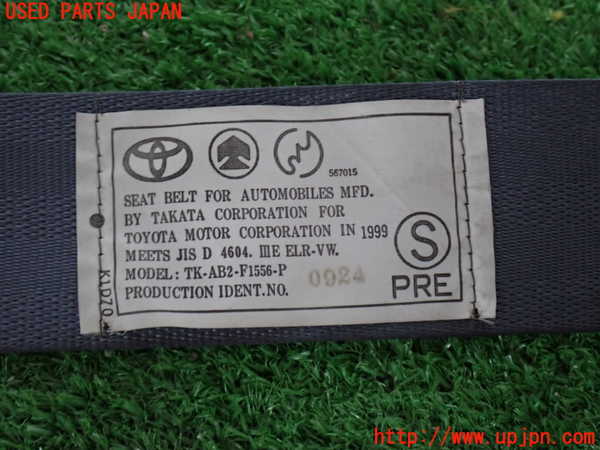 USED PARTS JAPAN
567015
SEAT BELT FOR AUTOMOBILES MFD.
BY TAKATA CORPORATION FOR
TOYOTA MOTOR CORPORATION IN 1999
MEETS JIS D 4604. ⅢE ELR-VW.
MODEL: TK-AB2-F1556-P
PRODUCTION IDENT.NO. 0924
S
PRE
K1D70
http://www.upjpn.com/